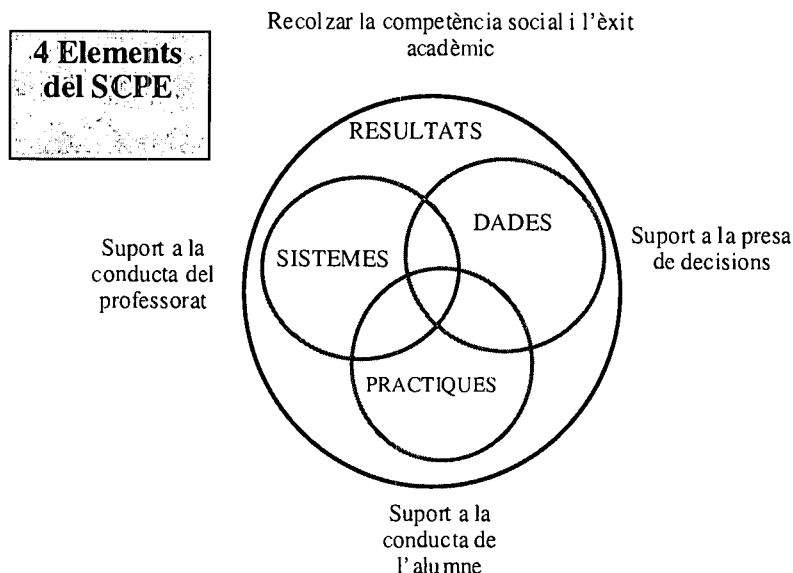 Recolzar la competència social i l'èxit
acadèmic
4 Elements
del SCPE
RESULTATS
DADES
SISTEMES
Suport a la
conducta del
professorat
Suport a la presa
de decisions
PRACTIQUES
Suport a la
conducta de
l'alumne